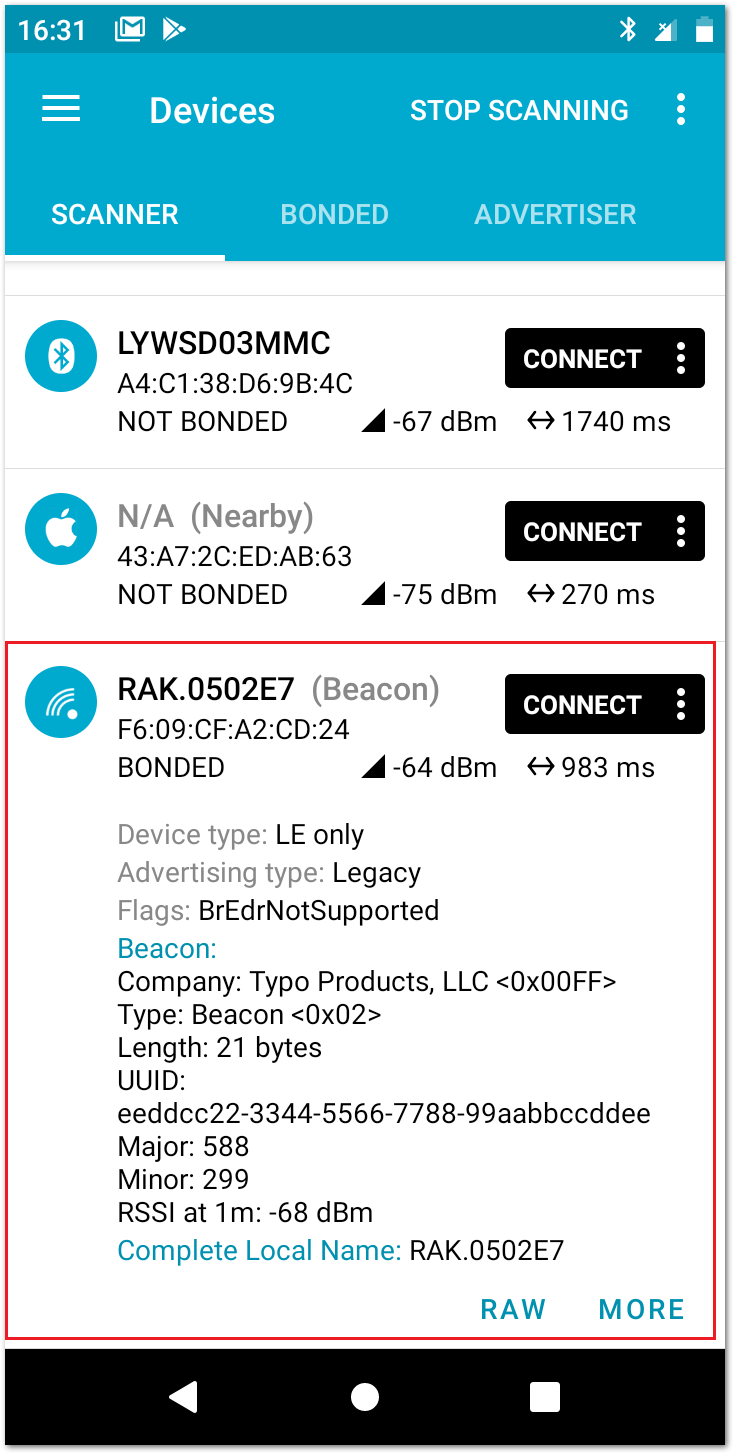 16:31
Devices STOP SCANNING
SCANNER BONDED ADVERTISER
LYWSD03MMC CONNECT
A4:C1:38:D6:9B:4C
NOT BONDED -67 dBm 1740 ms
N/A (Nearby) CONNECT
43:A7:2C:ED:AB:63
NOT BONDED -75 dBm 270 ms
RAK.0502E7 (Beacon) CONNECT
F6:09:CF:A2:CD:24
BONDED -64 dBm 983 ms
Device type: LE only
Advertising type: Legacy
Flags: BrEdrNotSupported
Beacon:
Company: Typo Products, LLC <0x00FF>
Type: Beacon <0x02>
Length: 21 bytes
UUID:
eeddcc22-3344-5566-7788-99aabbccddee
Major: 588
Minor: 299
RSSI at 1m: -68 dBm
Complete Local Name: RAK.0502E7
RAW MORE